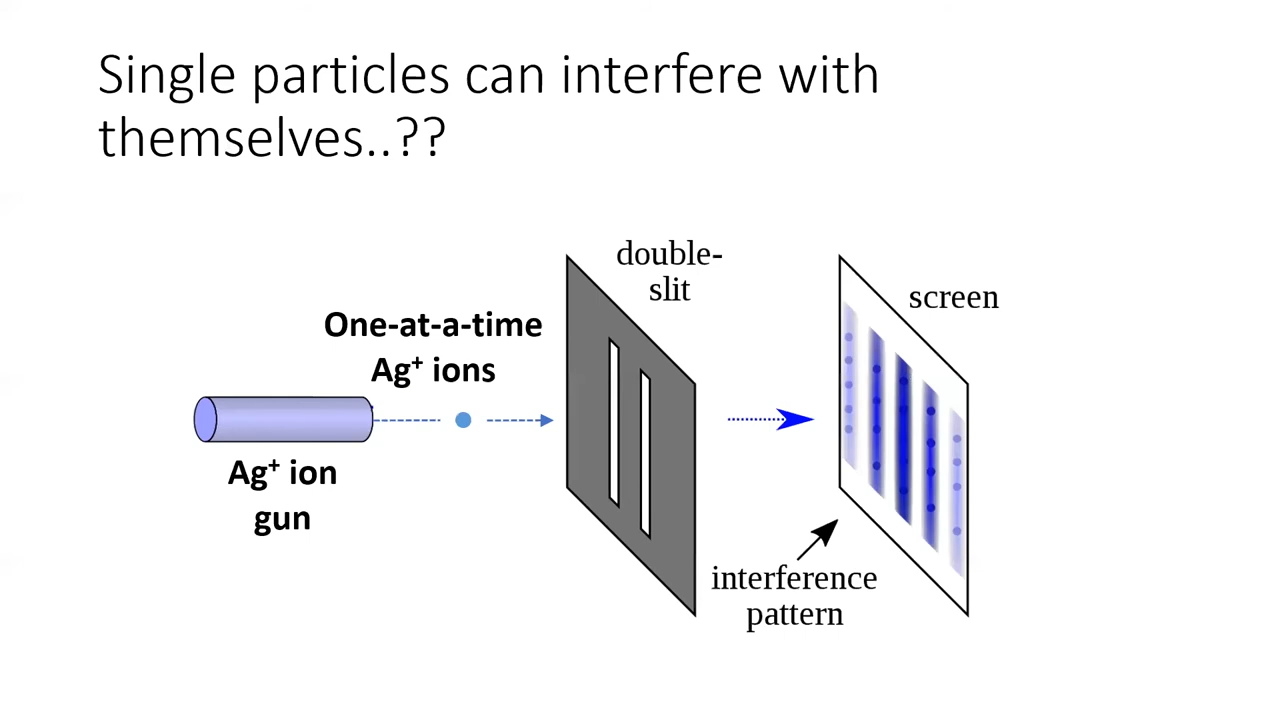 Single particles can interfere with
themselves..??
double-
slit
screen
One-at-a-time
Ag⁺ ions
Ag⁺ ion
gun
interference
pattern